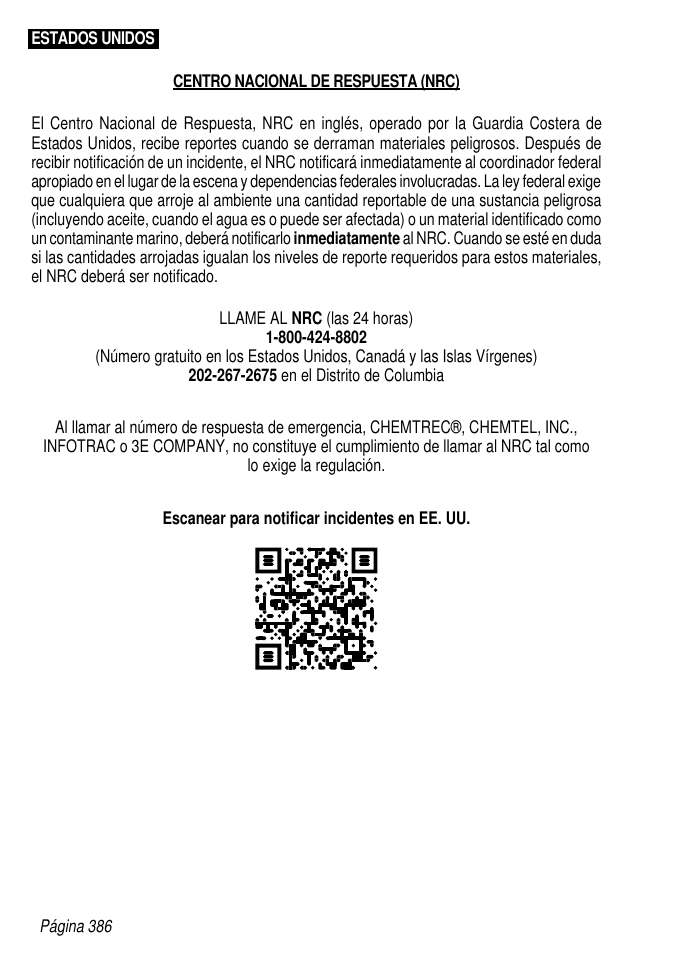 ESTADOS UNIDOS
CENTRO NACIONAL DE RESPUESTA (NRC)
El Centro Nacional de Respuesta, NRC en inglés, operado por la Guardia Costera de
Estados Unidos, recibe reportes cuando se derraman materiales peligrosos. Después de
recibir notificación de un incidente, el NRC notificará inmediatamente al coordinador federal
apropiado en el lugar de la escena y dependencias federales involucradas. La ley federal exige
que cualquiera que arroje al ambiente una cantidad reportable de una sustancia peligrosa
(incluyendo aceite, cuando el agua es o puede ser afectada) o un material identificado como
un contaminante marino, deberá notificarlo inmediatamente al NRC. Cuando se esté en duda
si las cantidades arrojadas igualan los niveles de reporte requeridos para estos materiales,
el NRC deberá ser notificado.
LLAME AL NRC (las 24 horas)
1-800-424-8802
(Número gratuito en los Estados Unidos, Canadá y las Islas Vírgenes)
202-267-2675 en el Distrito de Columbia
Al llamar al número de respuesta de emergencia, CHEMTREC®, CHEMTEL, INC.,
INFOTRAC o 3E COMPANY, no constituye el cumplimiento de llamar al NRC tal como
lo exige la regulación.
Escanear para notificar incidentes en EE. UU.
Página 386